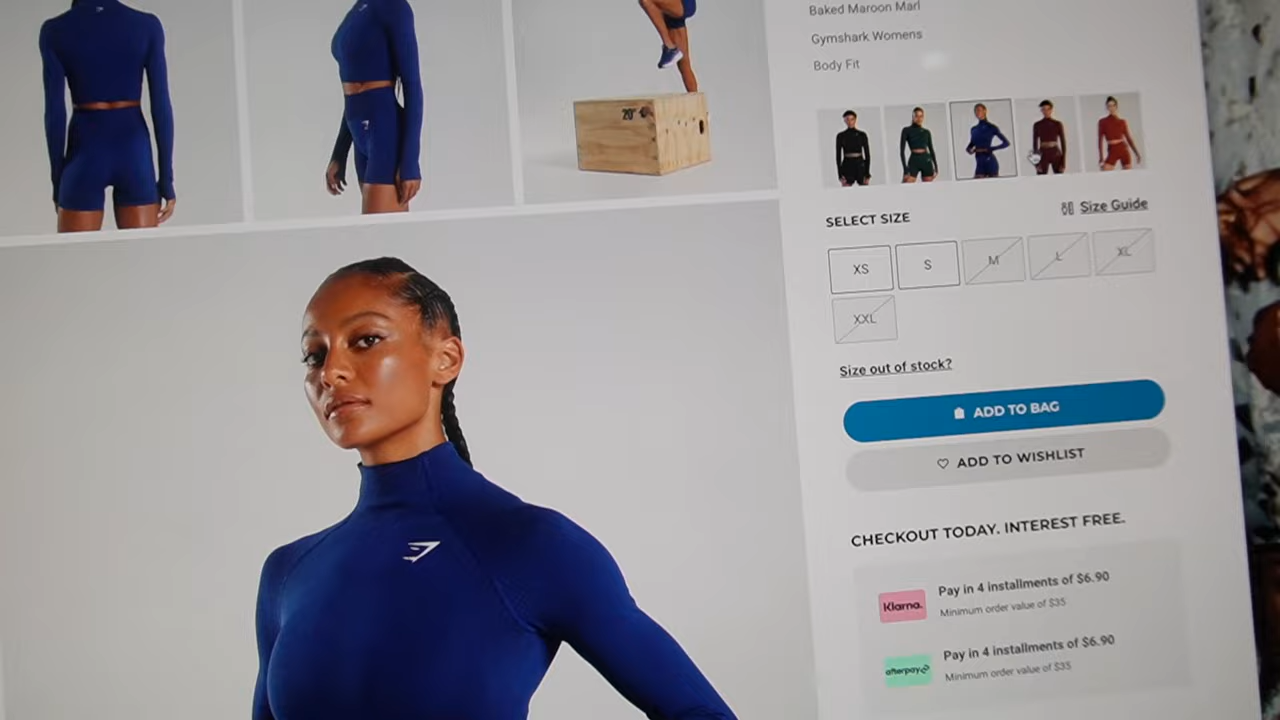 20"
Baked Maroon Marl
Gymshark Womens
Body Fit
SELECT SIZE
Size Guide
XS
S
M
L
XL
XXL
Size out of stock?
ADD TO BAG
ADD TO WISHLIST
CHECKOUT TODAY. INTEREST FREE.
Klarna.
Pay in 4 installments of $6.90
Minimum order value of $35
afterpay
Pay in 4 installments of $6.90
Minimum order value of $35